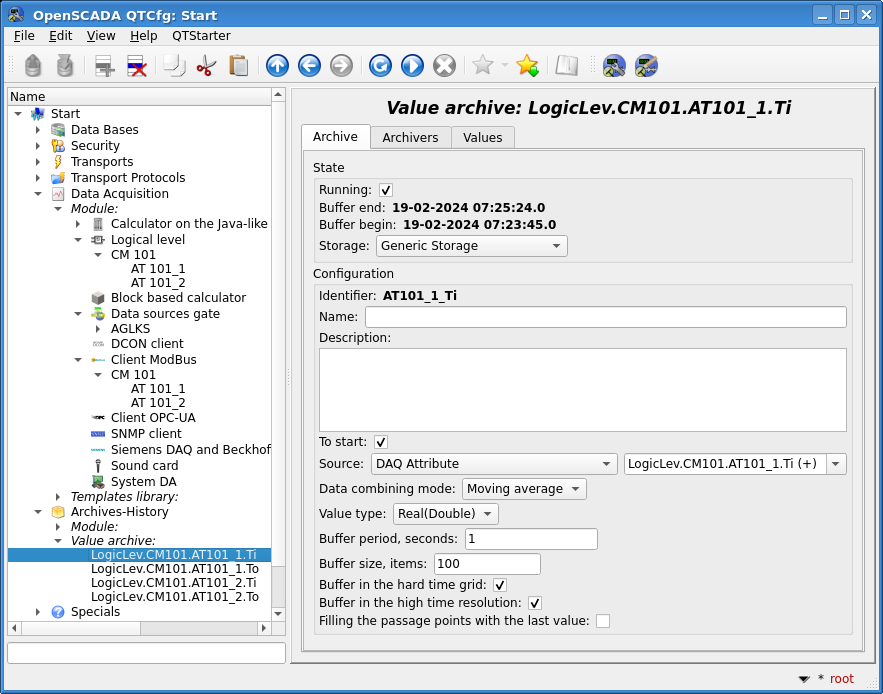 OpenSCADA QTCfg: Start
File Edit View Help QTStarter
Name
Start
Data Bases
Security
Transports
Transport Protocols
Data Acquisition
Module:
Calculator on the Java-like
Logical level
CM 101
AT 101_1
AT 101_2
Block based calculator
Data sources gate
AGLKS
DCON client
Client ModBus
CM 101
AT 101_1
AT 101_2
Client OPC-UA
SNMP client
Siemens DAQ and Beckhof
Sound card
System DA
Templates library:
Archives-History
Module:
Value archive:
LogicLev.CM101.AT101_1.Ti
LogicLev.CM101.AT101_1.To
LogicLev.CM101.AT101_2.Ti
LogicLev.CM101.AT101_2.To
Specials
Value archive: LogicLev.CM101.AT101_1.Ti
Archive Archivers Values
State
Running:
Buffer end: 19-02-2024 07:25:24.0
Buffer begin: 19-02-2024 07:23:45.0
Storage: Generic Storage
Configuration
Identifier: AT101_1_Ti
Name:
Description:
To start:
Source: DAQ Attribute LogicLev.CM101.AT101_1.Ti (+)
Data combining mode: Moving average
Value type: Real(Double)
Buffer period, seconds: 1
Buffer size, items: 100
Buffer in the hard time grid:
Buffer in the high time resolution:
Filling the passage points with the last value:
* root